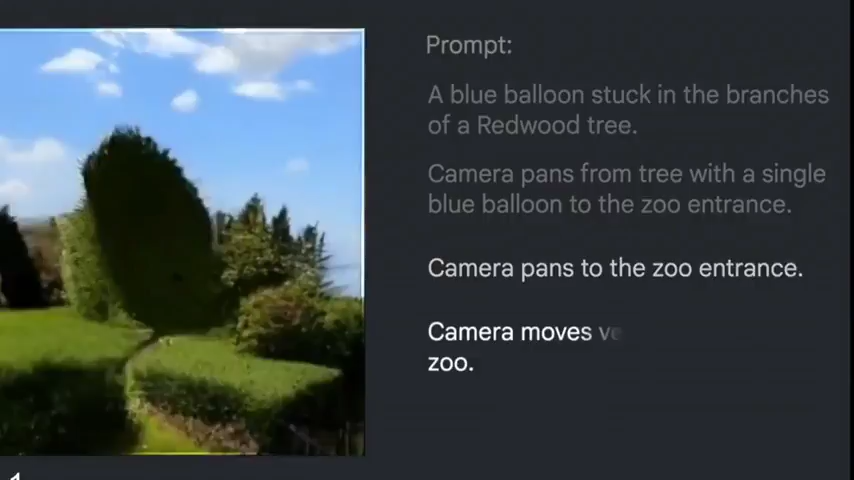 Prompt:
A blue balloon stuck in the branches
of a Redwood tree.
Camera pans from tree with a single
blue balloon to the zoo entrance.
Camera pans to the zoo entrance.
Camera moves
zoo.